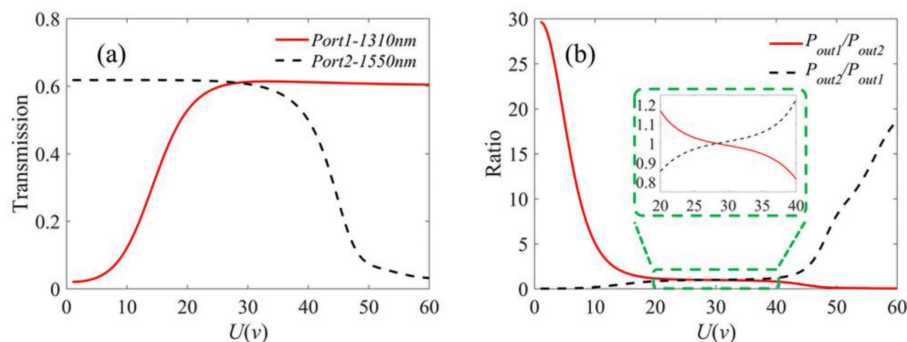 (a)
Port1-1310nm
Port2-1550nm
Transmission
0.8
0.6
0.4
0.2
0
0 10 20 30 40 50 60
U(v)
(b)
Pout1/Pout2
Pout2/Pout1
Ratio
30
25
20
15
10
5
0
1.2
1.1
1
0.9
0.8
20 25 30 35 40
0 10 20 30 40 50 60
U(v)